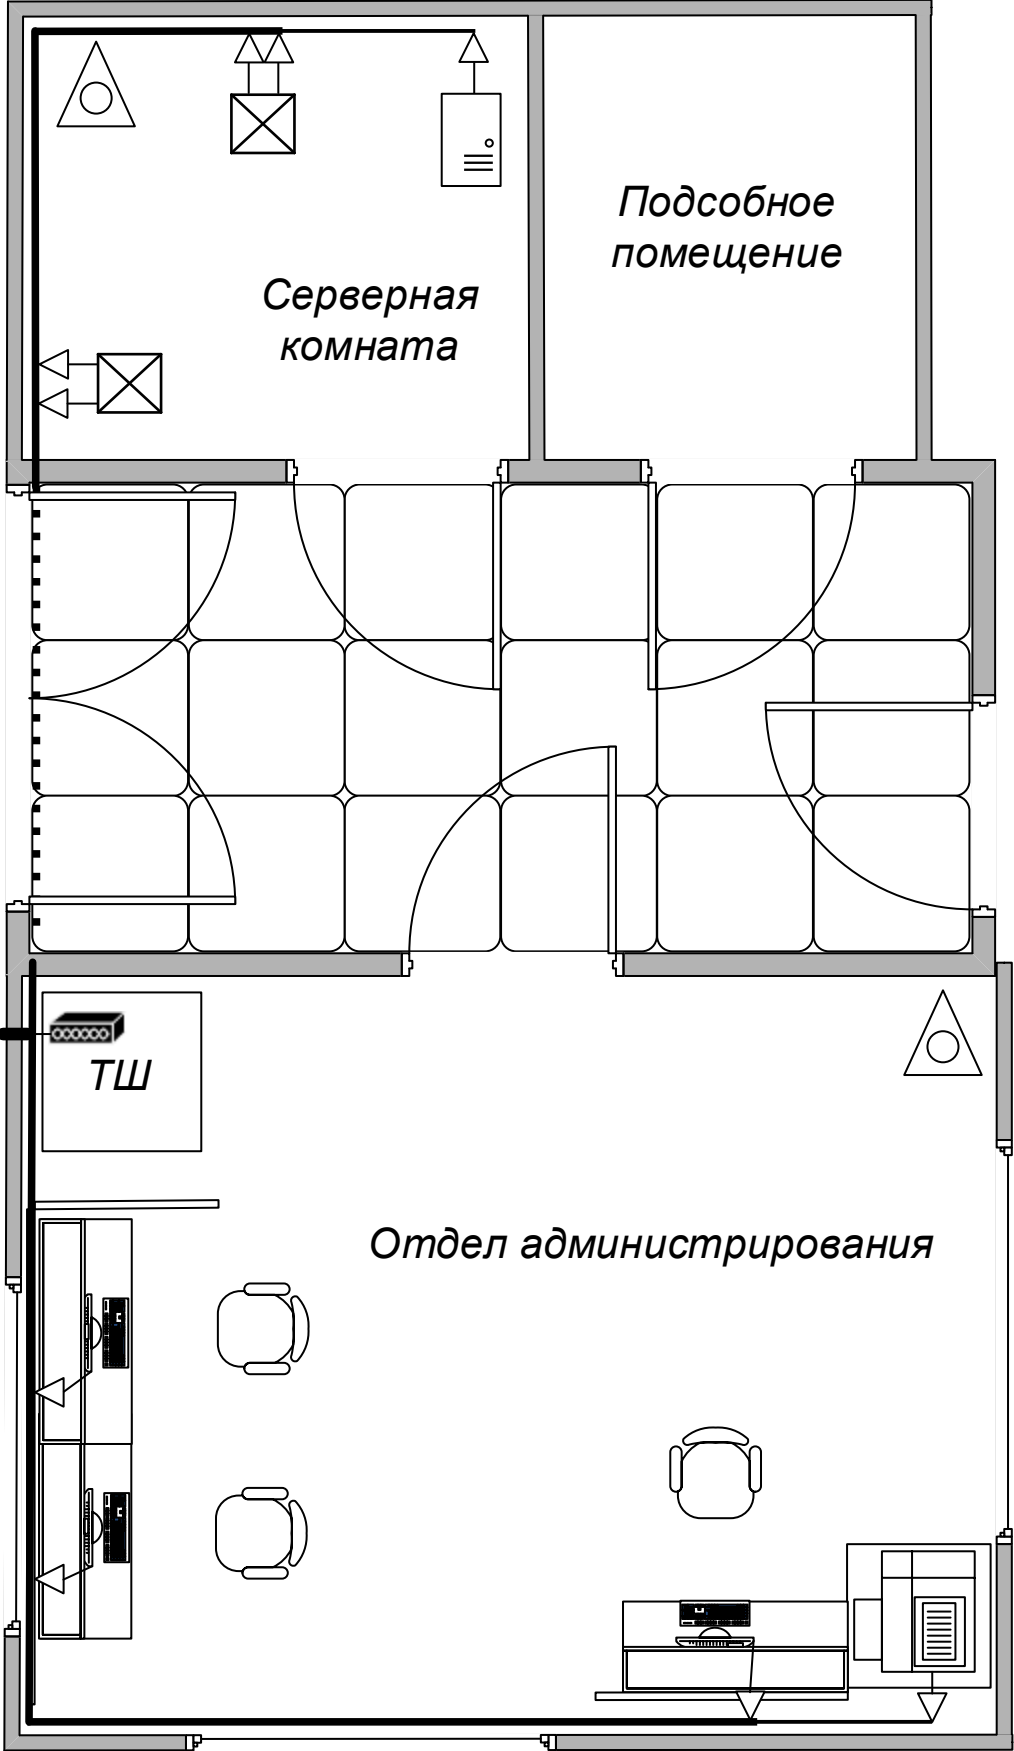 Подсобное
помещение
Серверная
комната
ТШ
Отдел администрирования